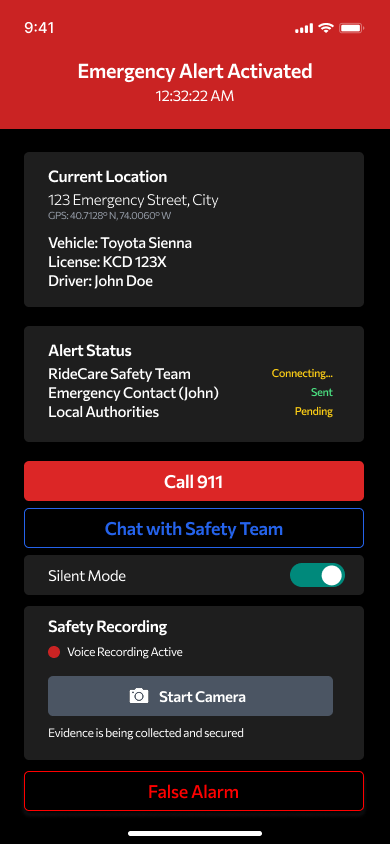 9:41
Emergency Alert Activated
12:32:22 AM
Current Location
123 Emergency Street, City
GPS: 40.7128° N, 74.0060° W
Vehicle: Toyota Sienna
License: KCD 123X
Driver: John Doe
Alert Status
RideCare Safety Team Connecting...
Emergency Contact (John) Sent
Local Authorities Pending
Call 911
Chat with Safety Team
Silent Mode
Safety Recording
Voice Recording Active
Start Camera
Evidence is being collected and secured
False Alarm